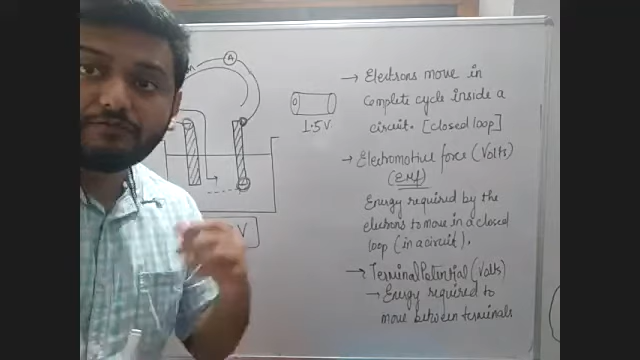 A
1.5V
V
→ Electrons move in
complete cycle inside a
circuit. [closed loop]
→ Electromotive force (Volts)
(emf)
Energy required by the
elutrons to move in a closed
loop (in a circuit).
→ Terminal Potential (Volts)
→ Energy required to
move between terminals